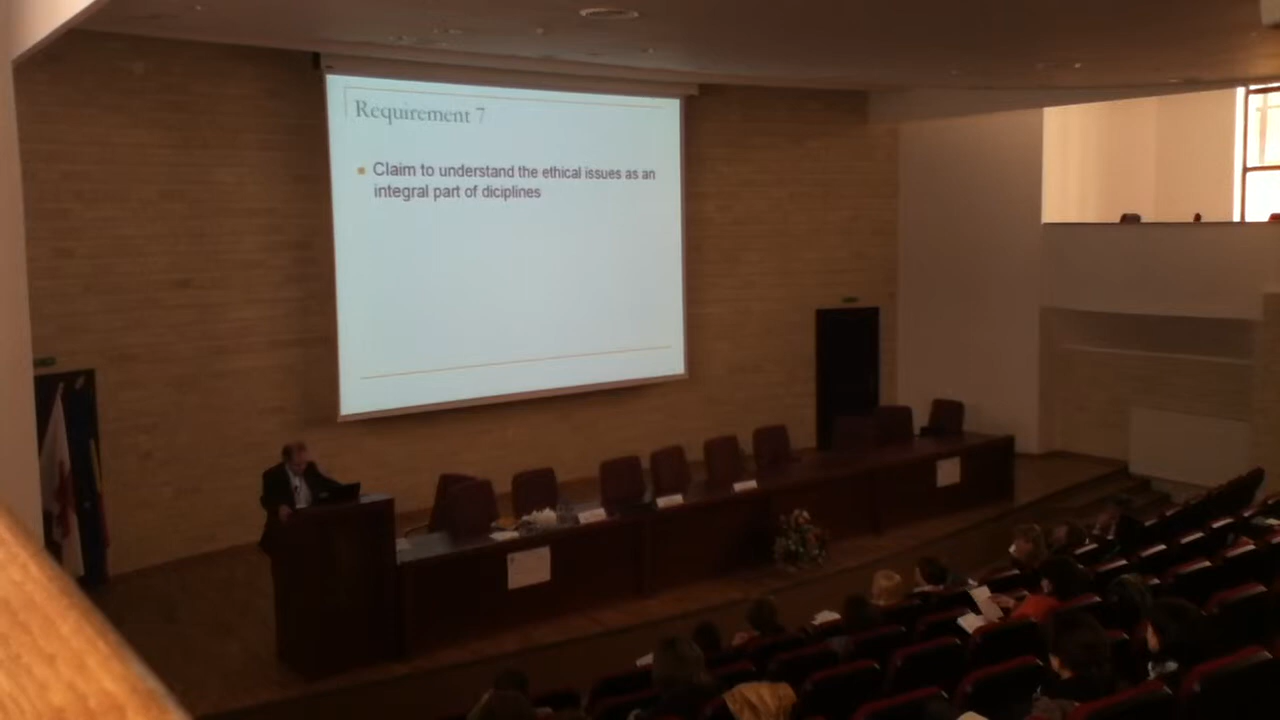 Requirement 7
Claim to understand the ethical issues as an
integral part of diciplines